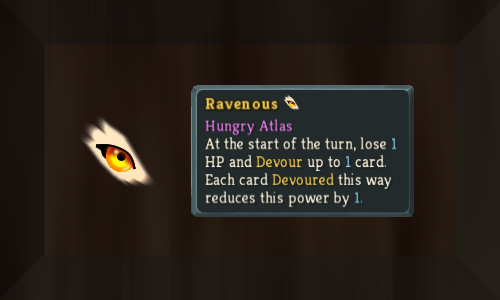 Ravenous
Hungry Atlas
At the start of the turn, lose 1
HP and Devour up to 1 card.
Each card Devoured this way
reduces this power by 1.